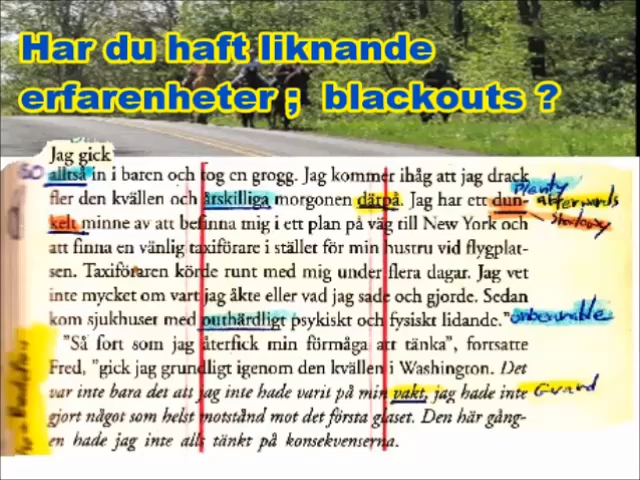 Har du haft liknande
erfarenheter ; blackouts ?
Jag gick
so alltså in i baren och tog en grogg. Jag kommer ihåg att jag drack
fler den kvällen och årskilliga morgonen därpå. Jag har ett dun- Plenty afterwards
kelt minne av att befinna mig i ett plan på väg till New York och shadowy
att finna en vänlig taxiförare i stället för min hustru vid flygplat-
sen. Taxiföraren körde runt med mig under flera dagar. Jag vet
inte mycket om vart jag åkte eller vad jag sade och gjorde. Sedan
kom sjukhuset med outhärdligt psykiskt och fysiskt lidande." unbearable
"Så fort som jag återfick min förmåga att tänka", fortsatte
Fred, "gick jag grundligt igenom den kvällen i Washington. Det
var inte bara det att jag inte hade varit på min vakt, jag hade inte Guard
gjort något som helst motstånd mot det första glaset. Den här gång-
en hade jag inte alls tänkt på konsekvenserna.